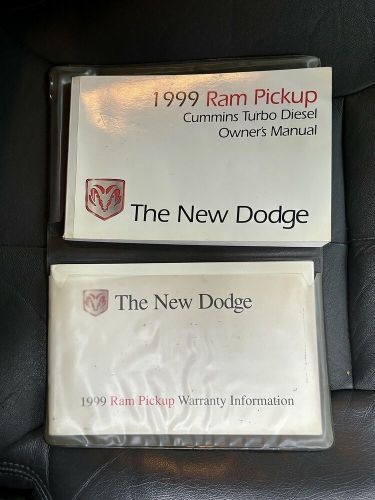 1999 Ram Pickup
Cummins Turbo Diesel
Owner's Manual
The New Dodge
The New Dodge
1999 Ram Pickup Warranty Information